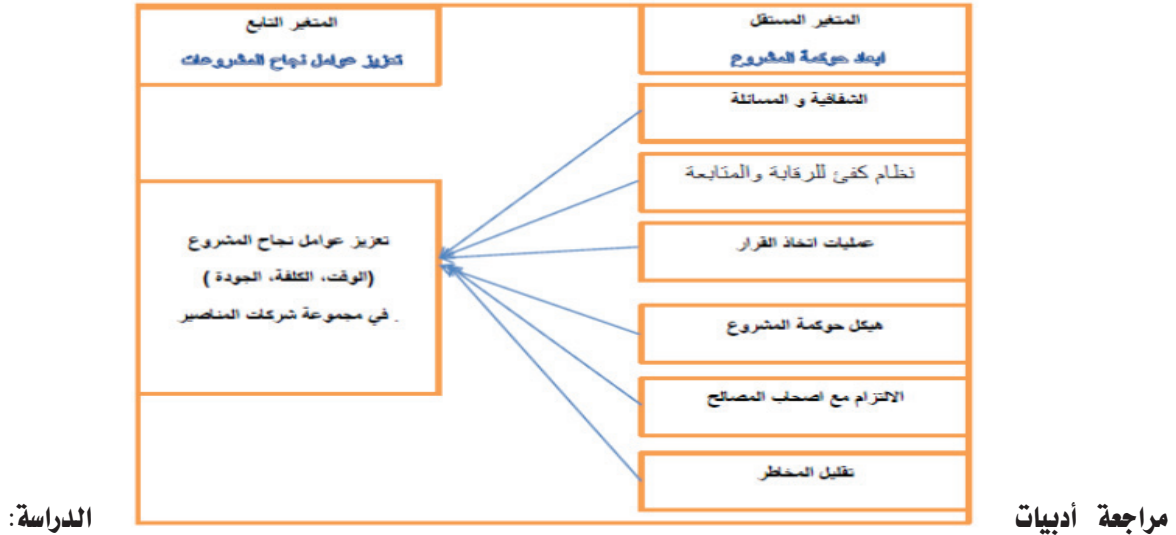 المتغير المستقل
ابعاد حوكمة المشروع
المتغير التابع
تعزيز عوامل نجاح المشروعات
الشفافية و المسائلة
نظام كفئ للرقابة والمتابعة
عمليات اتخاذ القرار
هيكل حوكمة المشروع
الالتزام مع اصحاب المصالح
تقليل المخاطر
تعزيز عوامل نجاح المشروع
(الوقت، الكلفة، الجودة )
في مجموعة شركات المناصير.
مراجعة أدبيات الدراسة: